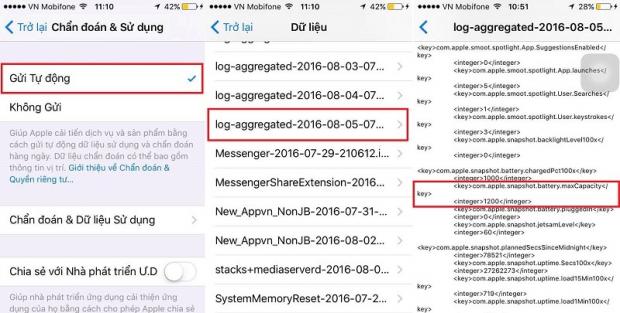 VN Mobifone 11:10 42%
Trở lại Chẩn đoán & Sử dụng
Gửi Tự động
Không Gửi
Giúp Apple cải tiến dịch vụ và sản phẩm bằng
cách gửi tự động dữ liệu sử dụng và chẩn đoán
hàng ngày. Dữ liệu chẩn đoán có thể bao gồm
thông tin vị trí. Giới thiệu về Chẩn đoán &
Quyền riêng tư...
Chẩn đoán & Dữ liệu Sử dụng
Chia sẻ với Nhà phát triển Ư.D
Giúp nhà phát triển ứng dụng cải thiện ứng dụng
của họ bằng cách cho phép Apple chia sẻ
VN Mobifone 11:10 42%
Trở lại Dữ liệu
log-aggregated-2016-08-03-07...
log-aggregated-2016-08-04-07...
log-aggregated-2016-08-05-07...
Messenger-2016-07-29-210612.i...
MessengerShareExtension-2016...
New_Appvn_NonJB-2016-08-01...
New_Appvn_NonJB-2016-08-02...
stacks+mediaserverd-2016-07-...
SystemMemoryReset-2016-07-...
VN Mobifone 10:51 28%
log-aggregated-2016-08-05...
<key>com.apple.smoot.spotlight.App.SuggestionsEnabled</
key>
<integer>0</integer>
<key>com.apple.smoot.spotlight.App.launches</
key>
<integer>5</integer>
<key>com.apple.smoot.spotlight.User.Searches</
key>
<integer>1</integer>
<key>com.apple.smoot.spotlight.User.keystrokes</
key>
<integer>3</integer>
<key>com.apple.snapshot.backlightLevel100x</
key>
<key>com.apple.snapshot.battery.chargedPct100x</key>
<integer>1000</integer>
<key>com.apple.snapshot.battery.maxCapacity</
key>
<integer>1200</integer>
<key>com.apple.snapshot.battery.pluggedIn</key>
<integer>0</integer>
<key>com.apple.snapshot.jetsamLevel</key>
<integer>60</integer>
<key>com.apple.snapshot.plannedSecsSinceMidnight</
key>
<integer>78521</integer>
<key>com.apple.snapshot.uptime.Secs100x</key>
<integer>27262273</integer>
<key>com.apple.snapshot.uptime.load15Min100x</
key>
<integer>719</integer>
<key>com.apple.snapshot.uptime.load1Min100x</